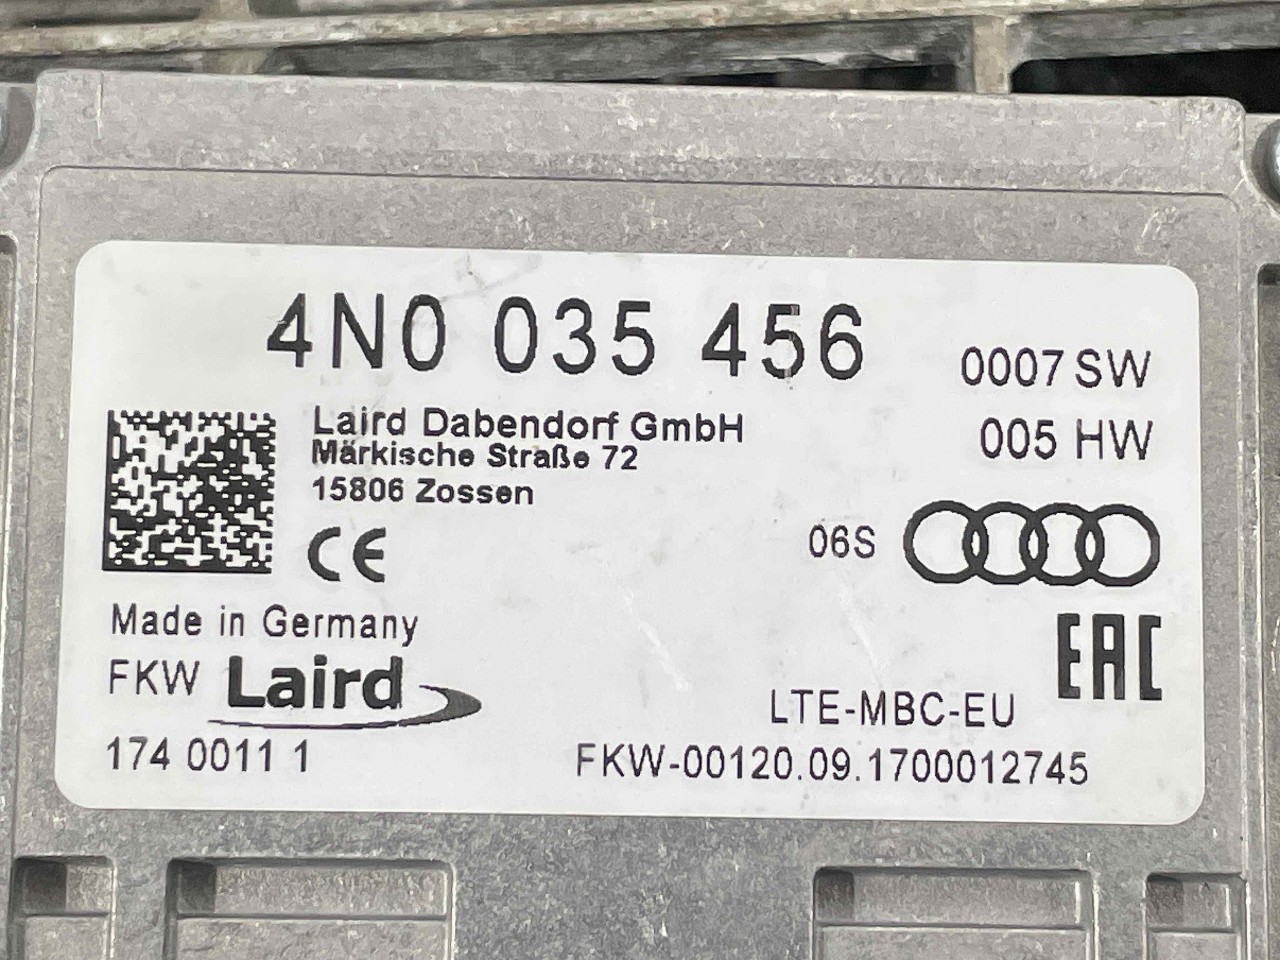 4N0 035 456
0007 SW
Laird Dabendorf GmbH
005 HW
Märkische Straße 72
15806 Zossen
06S
CE
EAC
Made in Germany
FKW Laird
LTE-MBC-EU
174 0011 1
FKW-00120.09.1700012745